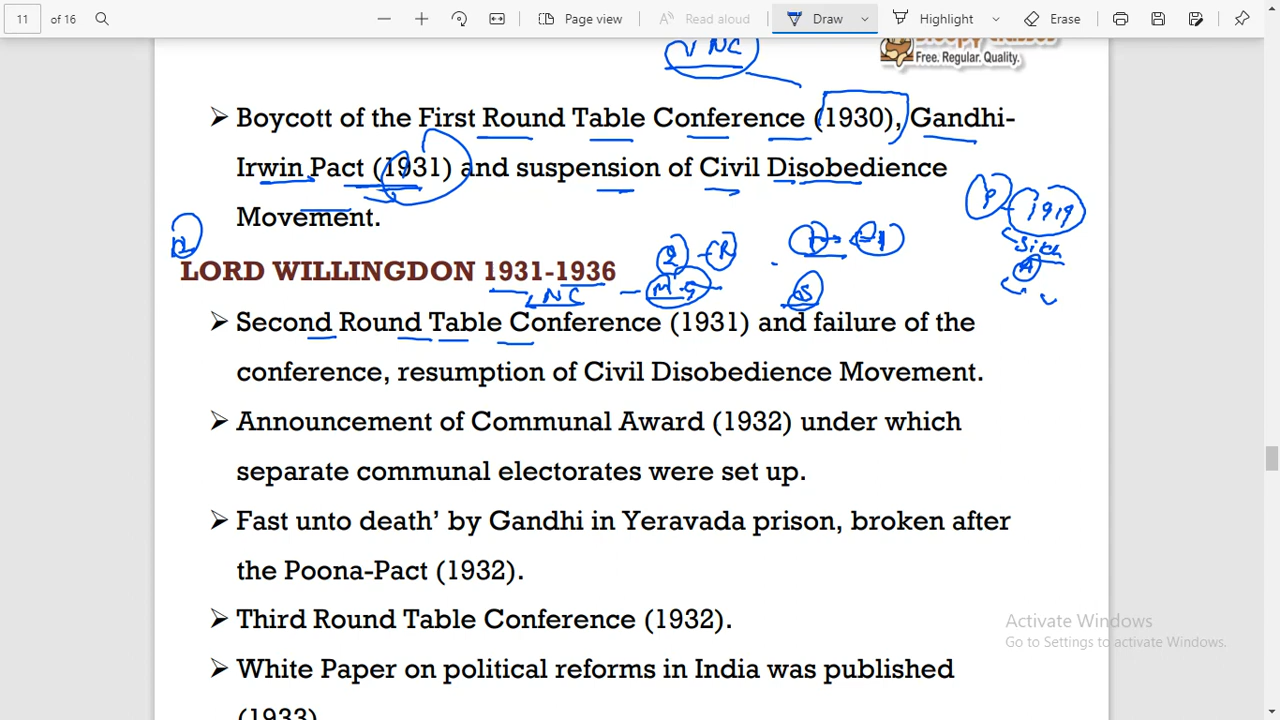 11 of 16 Page view Read aloud Draw Highlight Erase
NC
Free. Regular. Quality.
➢ Boycott of the First Round Table Conference (1930), Gandhi-
Irwin Pact (1931) and suspension of Civil Disobedience
Movement.
1919
Sikh
LORD WILLINGDON 1931-1936
NC
➢ Second Round Table Conference (1931) and failure of the
conference, resumption of Civil Disobedience Movement.
➢ Announcement of Communal Award (1932) under which
separate communal electorates were set up.
➢ Fast unto death’ by Gandhi in Yeravada prison, broken after
the Poona-Pact (1932).
➢ Third Round Table Conference (1932).
➢ White Paper on political reforms in India was published
(1933)
Activate Windows
Go to Settings to activate Windows.